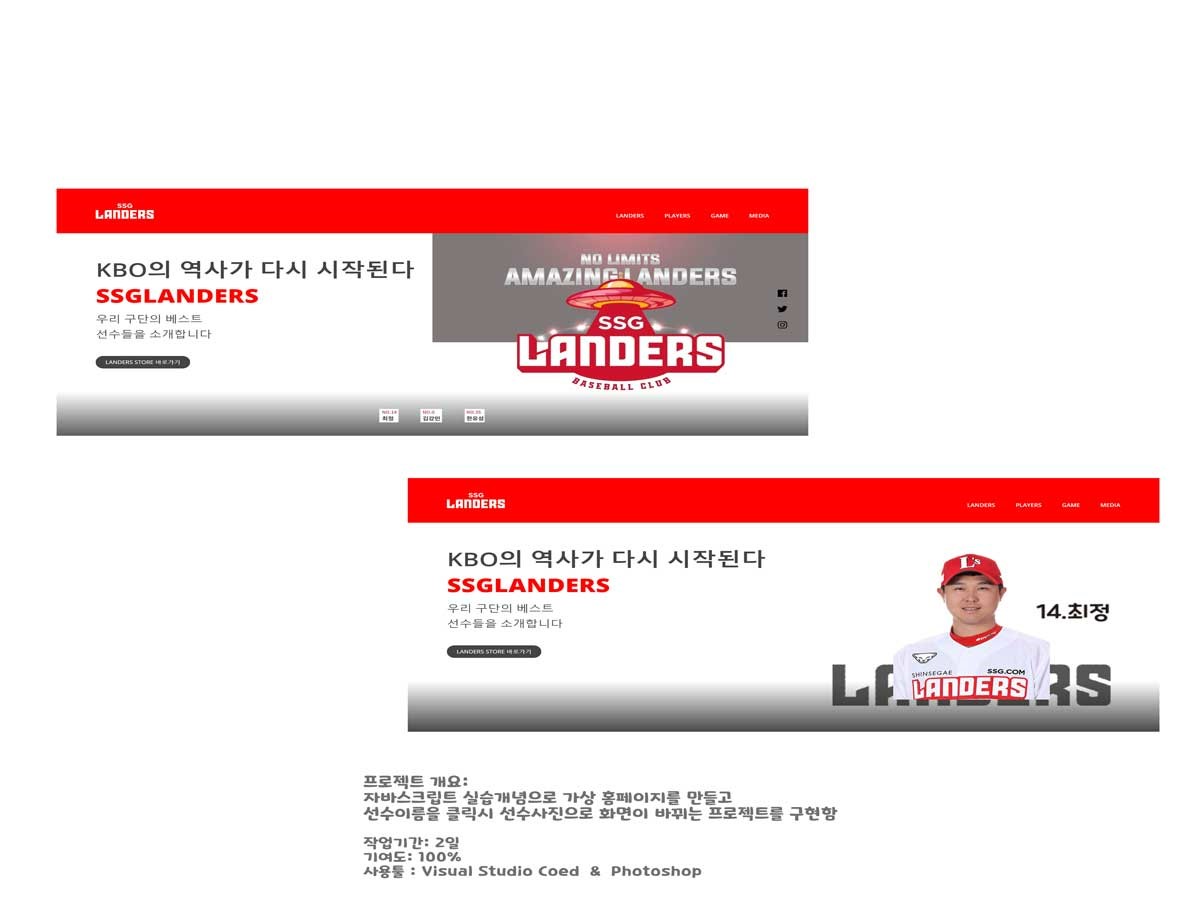 SSG
LANDERS
LANDERS PLAYERS GAME MEDIA
KBO의 역사가 다시 시작된다
SSGLANDERS
우리 구단의 베스트
선수들을 소개합니다
LANDERS STORE 바로가기
NO LIMITS
AMAZING LANDERS
SSG
LANDERS
BASEBALL CLUB
NO.14 NO.0 NO.35
최정 김강민 한유섬
SSG
LANDERS
LANDERS PLAYERS GAME MEDIA
KBO의 역사가 다시 시작된다
SSGLANDERS
우리 구단의 베스트
선수들을 소개합니다
LANDERS STORE 바로가기
L's
14.최정
SHINSEGAE SSG.COM
LANDERS
LANDERS
프로젝트 개요:
자바스크립트 실습개념으로 가상 홈페이지를 만들고
선수이름을 클릭시 선수사진으로 화면이 바뀌는 프로젝트를 구현함
작업기간: 2일
기여도: 100%
사용툴 : Visual Studio Coed & Photoshop